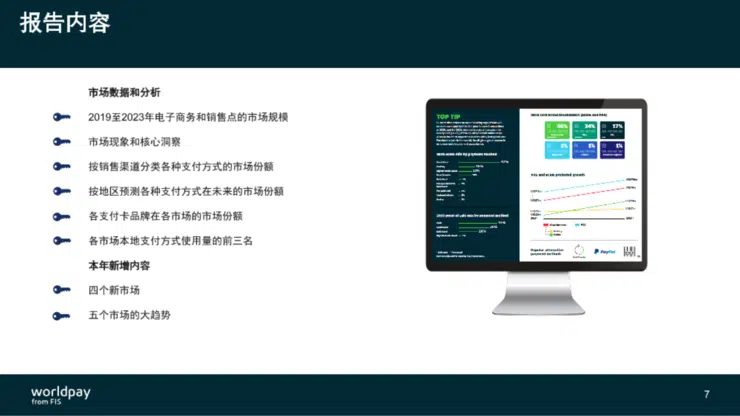 报告内容
市场数据和分析
2019至2023年电子商务和销售点的市场规模
市场现象和核心洞察
按销售渠道分类各种支付方式的市场份额
按地区预测各种支付方式在未来的市场份额
各支付卡品牌在各市场的市场份额
各市场本地支付方式使用量的前三名
本年新增内容
四个新市场
五个市场的大趋势
TOP TIP
PayPal
worldpay
from FIS
7